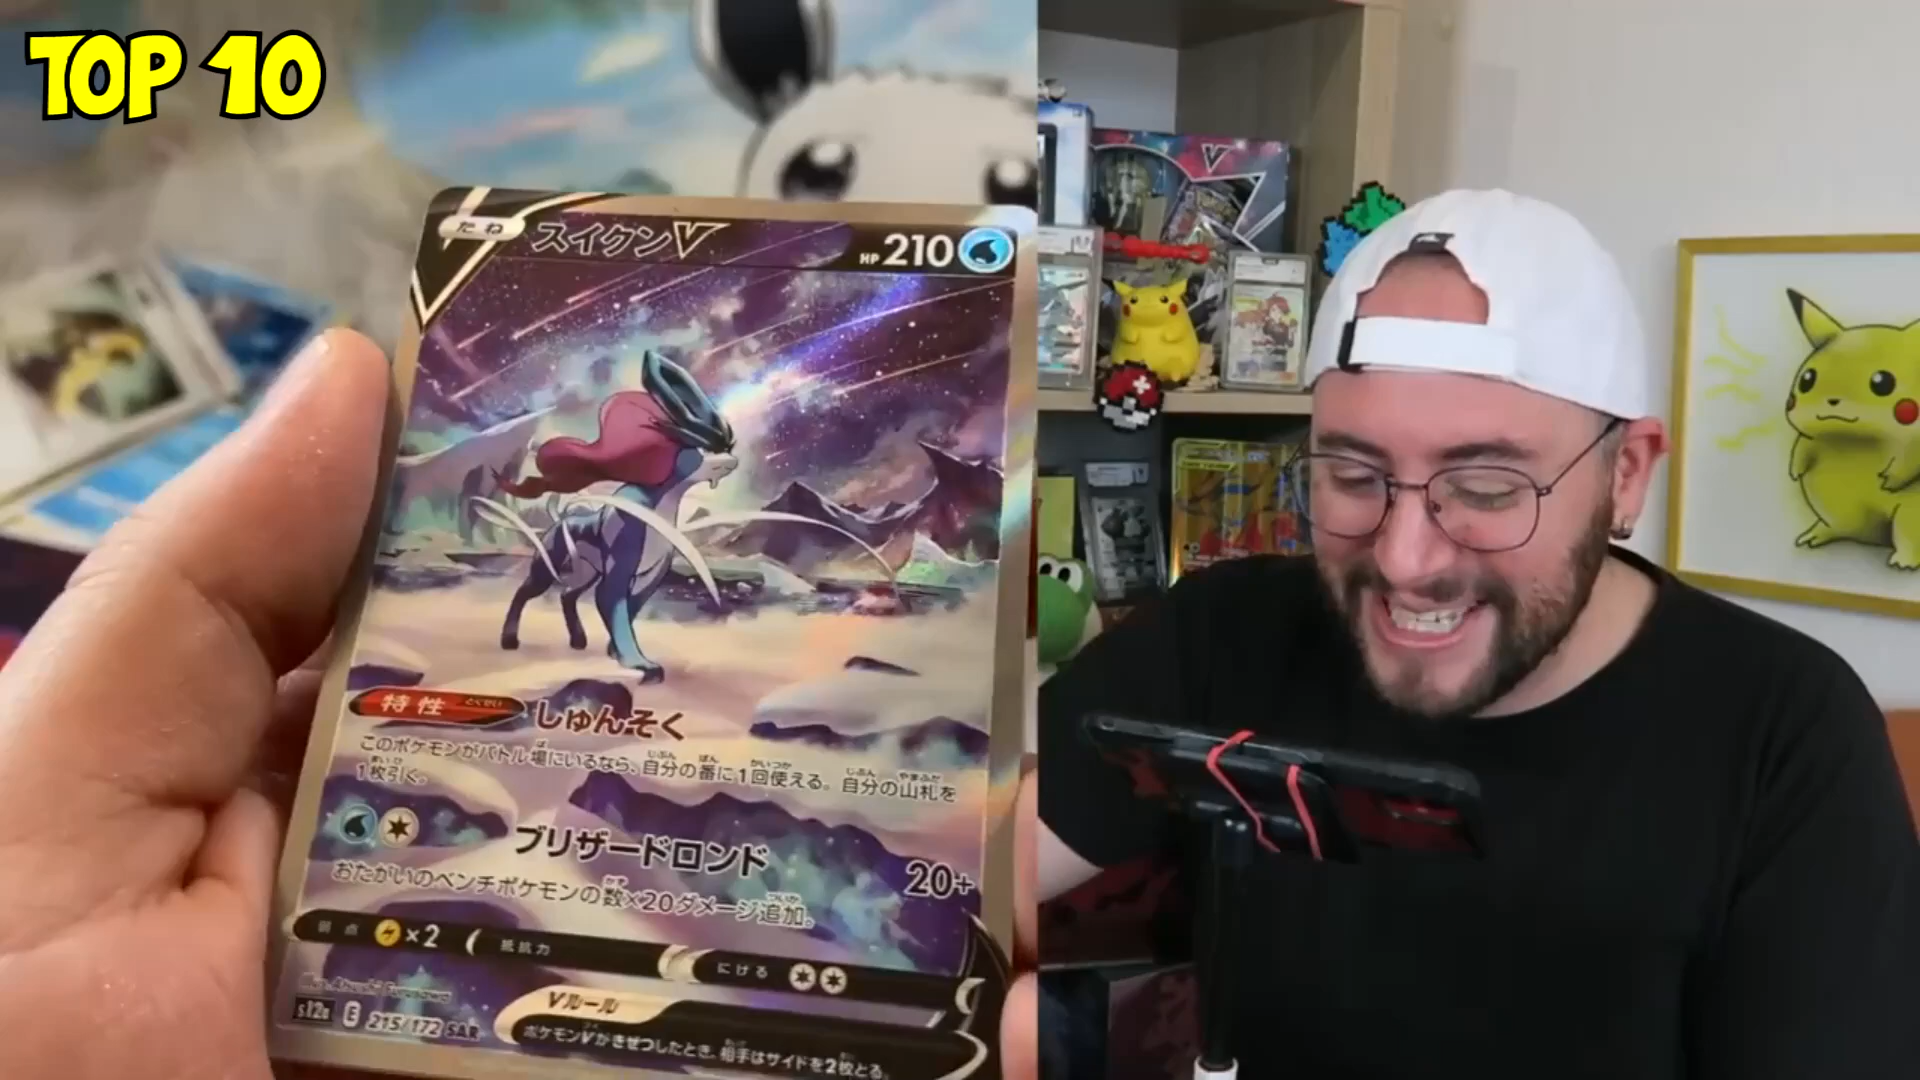 TOP 10
たね スイクンV HP210
特性 とくせい しゅんそく
このポケモンがバトル場にいるなら、自分の番に1回使える。自分の山札を
1枚引く。
ブリザードロンド 20+
おたがいのベンチポケモンの数×20ダメージ追加。
弱点 ×2 抵抗力 にげる
Vルール
ポケモンVがきぜつしたとき、相手はサイドを2枚とる。
s12a E 215/172 SAR
V